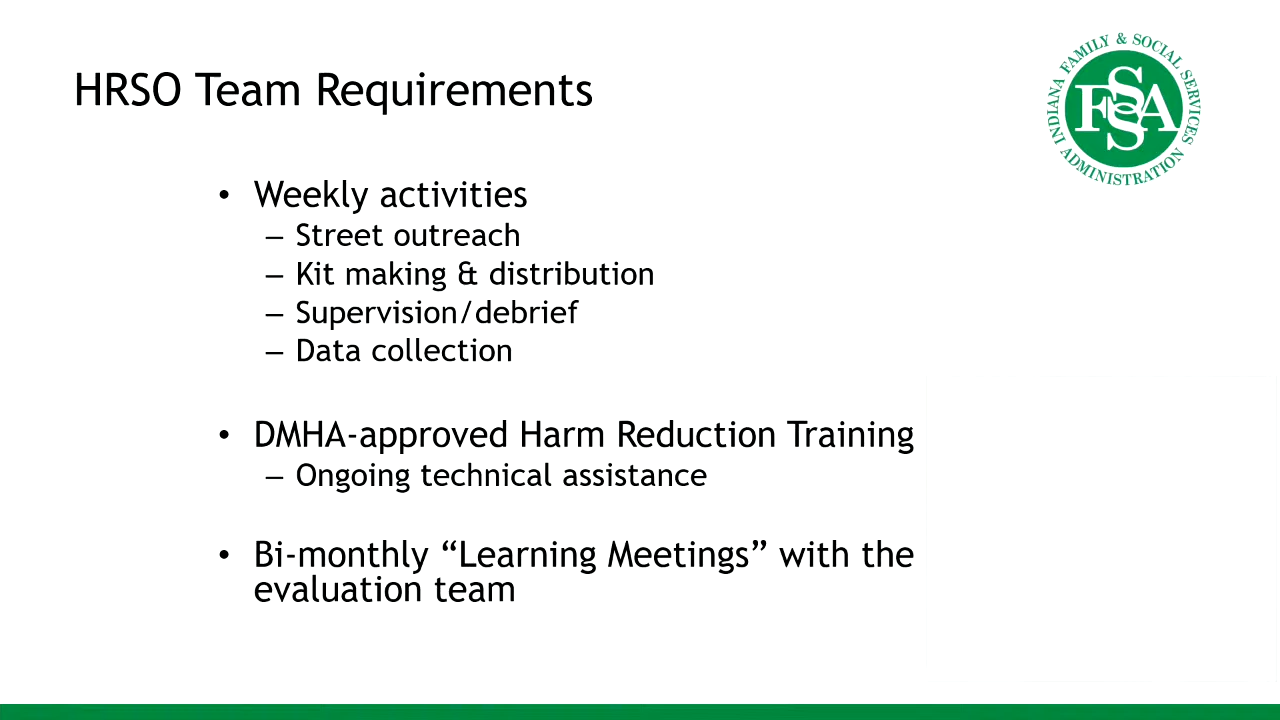 HRSO Team Requirements
INDIANA FAMILY & SOCIAL SERVICES ADMINISTRATION
FSSA
• Weekly activities
– Street outreach
– Kit making & distribution
– Supervision/debrief
– Data collection
• DMHA-approved Harm Reduction Training
– Ongoing technical assistance
• Bi-monthly “Learning Meetings” with the
evaluation team